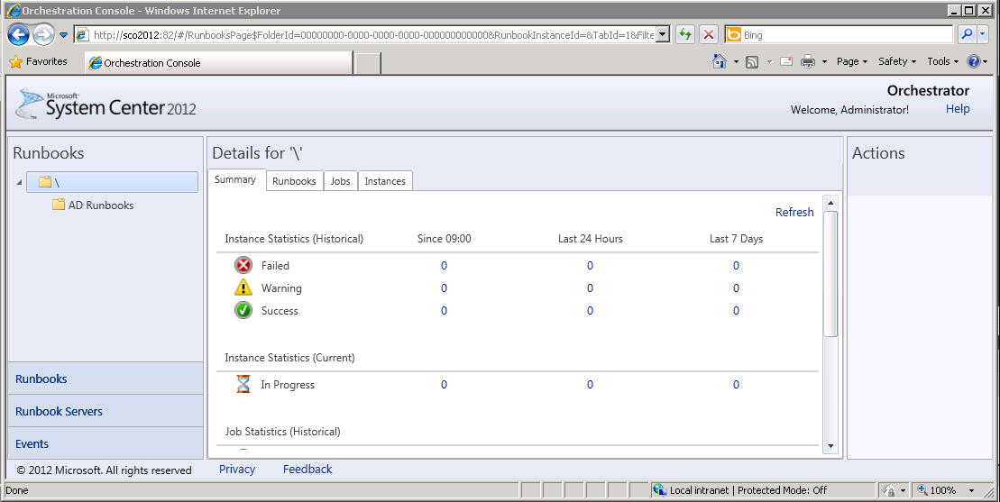 Orchestration Console - Windows Internet Explorer
http://sco2012:82/#/RunbooksPage$FolderId=00000000-0000-0000-0000-000000000000&RunbookInstanceId=&TabId=1&Filte
Bing
Favorites
Orchestration Console
Page
Safety
Tools
Microsoft
System Center 2012
Orchestrator
Welcome, Administrator!
Help
Runbooks
\
AD Runbooks
Details for '\'
Summary
Runbooks
Jobs
Instances
Refresh
Instance Statistics (Historical) Since 09:00 Last 24 Hours Last 7 Days
Failed 0 0 0
Warning 0 0 0
Success 0 0 0
Instance Statistics (Current)
In Progress 0 0 0
Job Statistics (Historical)
Actions
Runbooks
Runbook Servers
Events
© 2012 Microsoft. All rights reserved
Privacy
Feedback
Done
Local intranet | Protected Mode: Off
100%